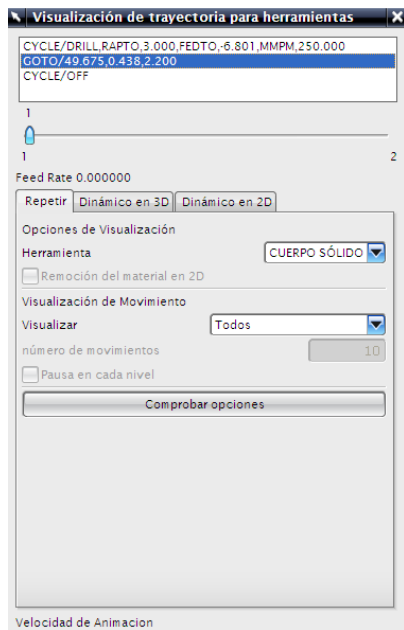 Visualización de trayectoria para herramientas
CYCLE/DRILL,RAPTO,3.000,FEDTO,-6.801,MMPM,250.000
GOTO/49.675,0.438,2.200
CYCLE/OFF
1
1 2
Feed Rate 0.000000
Repetir Dinámico en 3D Dinámico en 2D
Opciones de Visualización
Herramienta CUERPO SÓLIDO
Remoción del material en 2D
Visualización de Movimiento
Visualizar Todos
número de movimientos 10
Pausa en cada nivel
Comprobar opciones
Velocidad de Animacion